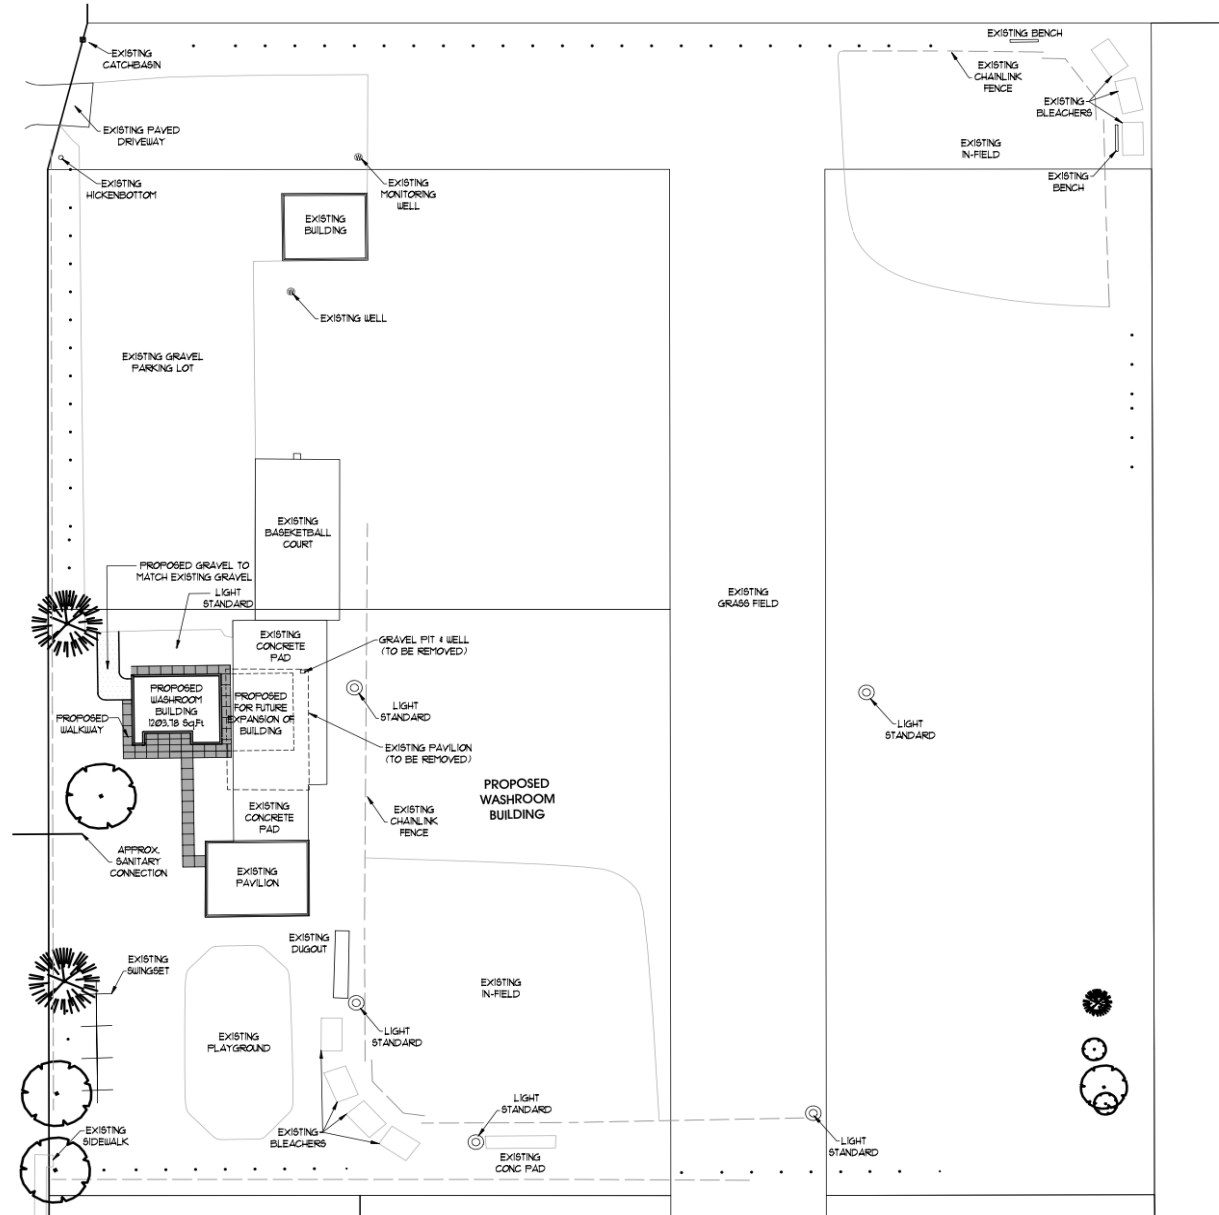 EXISTING BENCH
EXISTING
CATCHBASIN
EXISTING
CHAINLINK
FENCE
EXISTING
BLEACHERS
EXISTING PAVED
DRIVEWAY
EXISTING
IN-FIELD
EXISTING
BENCH
EXISTING
HICKENBOTTOM
EXISTING
MONITORING
WELL
EXISTING
BUILDING
EXISTING WELL
EXISTING GRAVEL
PARKING LOT
EXISTING
BASEKETBALL
COURT
PROPOSED GRAVEL TO
MATCH EXISTING GRAVEL
LIGHT
STANDARD
EXISTING
GRASS FIELD
EXISTING
CONCRETE
PAD
GRAVEL PIT & WELL
(TO BE REMOVED)
PROPOSED
WASHROOM
BUILDING
1203.78 Sq.Ft.
PROPOSED
FOR FUTURE
EXPANSION OF
BUILDING
PROPOSED
WALKWAY
LIGHT
STANDARD
LIGHT
STANDARD
EXISTING PAVILION
(TO BE REMOVED)
PROPOSED
WASHROOM
BUILDING
EXISTING
CONCRETE
PAD
EXISTING
CHAINLINK
FENCE
APPROX.
SANITARY
CONNECTION
EXISTING
PAVILION
EXISTING
DUGOUT
EXISTING
SWINGSET
EXISTING
IN-FIELD
EXISTING
PLAYGROUND
LIGHT
STANDARD
LIGHT
STANDARD
EXISTING
SIDEWALK
EXISTING
BLEACHERS
LIGHT
STANDARD
EXISTING
CONC PAD